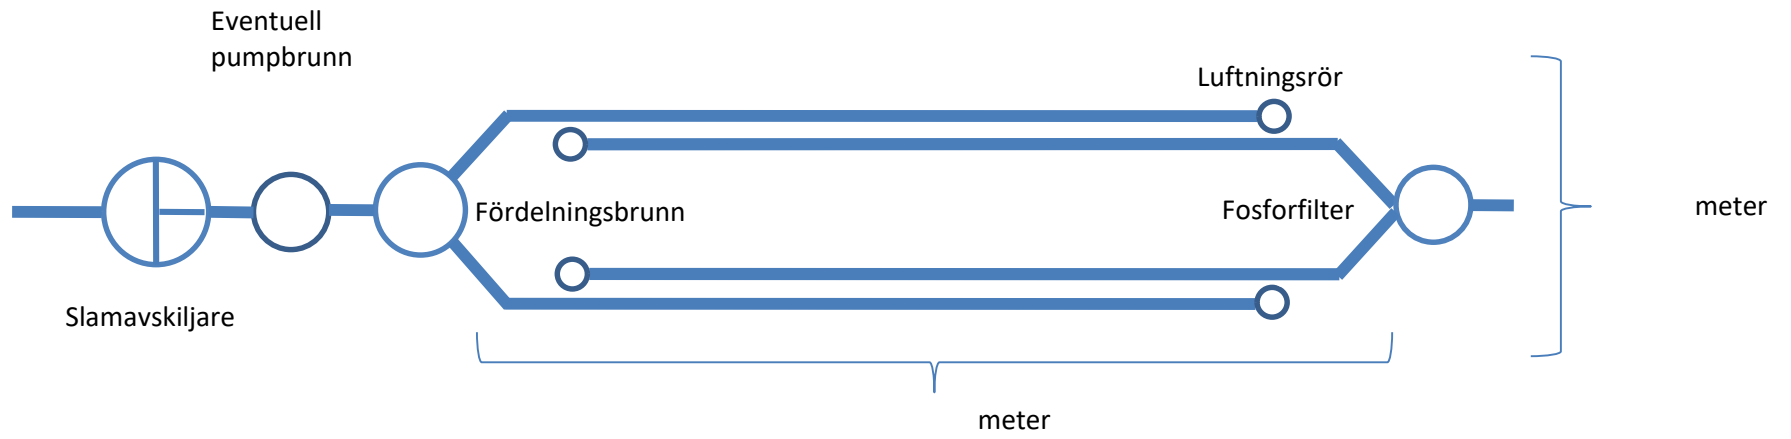 Eventuell
pumpbrunn
Luftningsrör
Fördelningsbrunn
Fosforfilter
meter
Slamavskiljare
meter